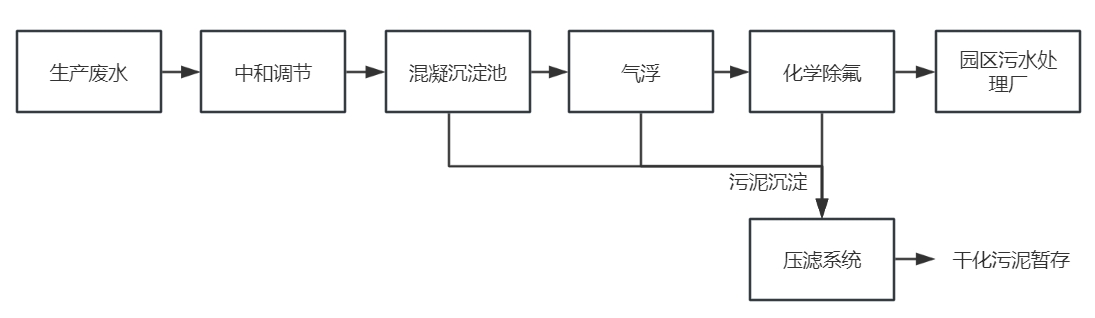 生产废水
中和调节
混凝沉淀池
气浮
化学除氟
园区污水处
理厂
污泥沉淀
压滤系统
干化污泥暂存